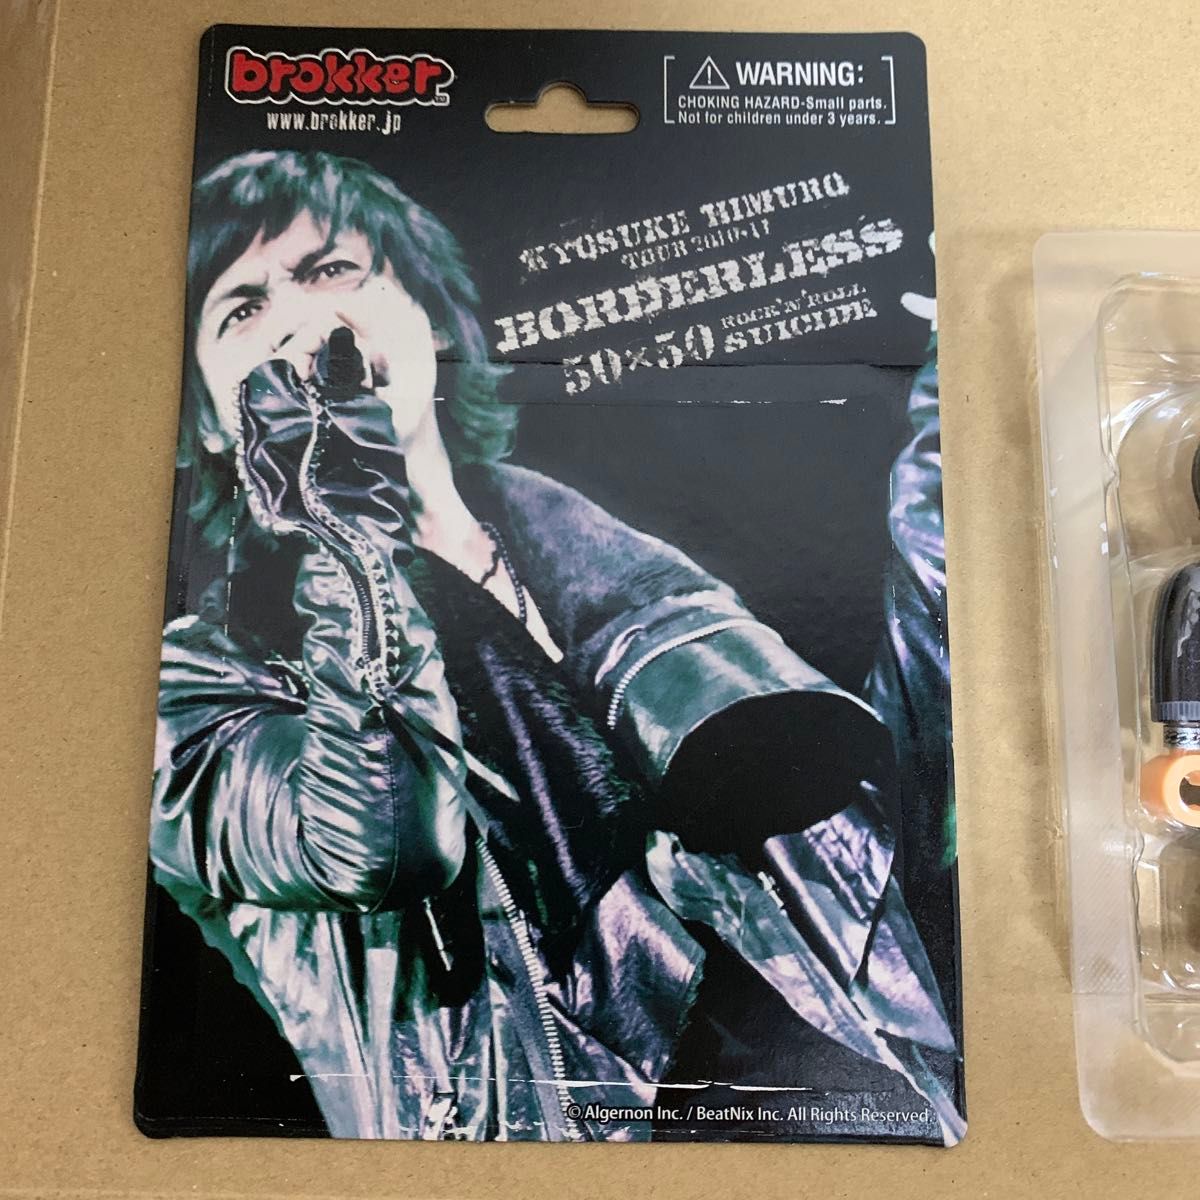 brokker™
www.brokker.jp
WARNING:
CHOKING HAZARD-Small parts.
Not for children under 3 years.
KYOSUKE HIMURO
TOUR 2010-11
BORDERLESS
50×50 ROCK'N'ROLL
SUICIDE
© Algernon Inc. / BeatNix Inc. All Rights Reserved.